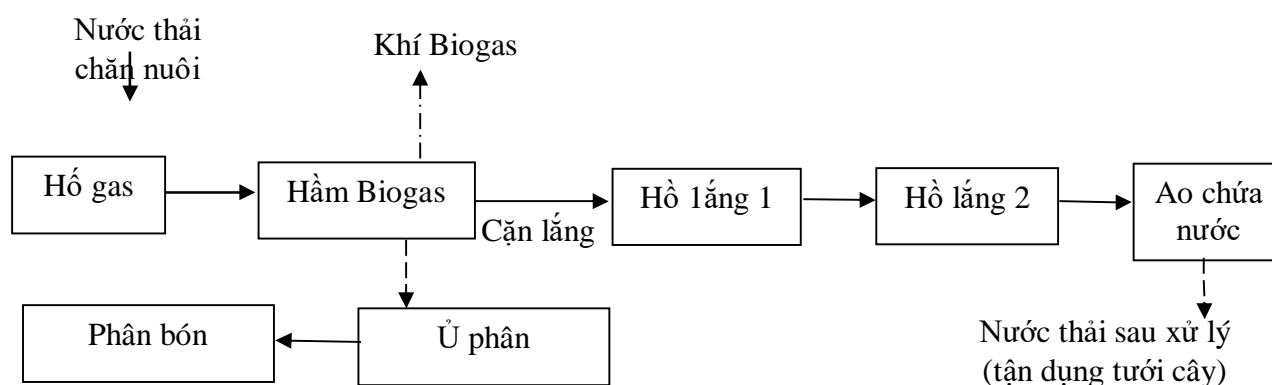 Nước thải
chăn nuôi
Khí Biogas
Hố gas
Hầm Biogas
Cặn lắng
Hồ lắng 1
Hồ lắng 2
Ao chứa
nước
Phân bón
Ủ phân
Nước thải sau xử lý
(tận dụng tưới cây)